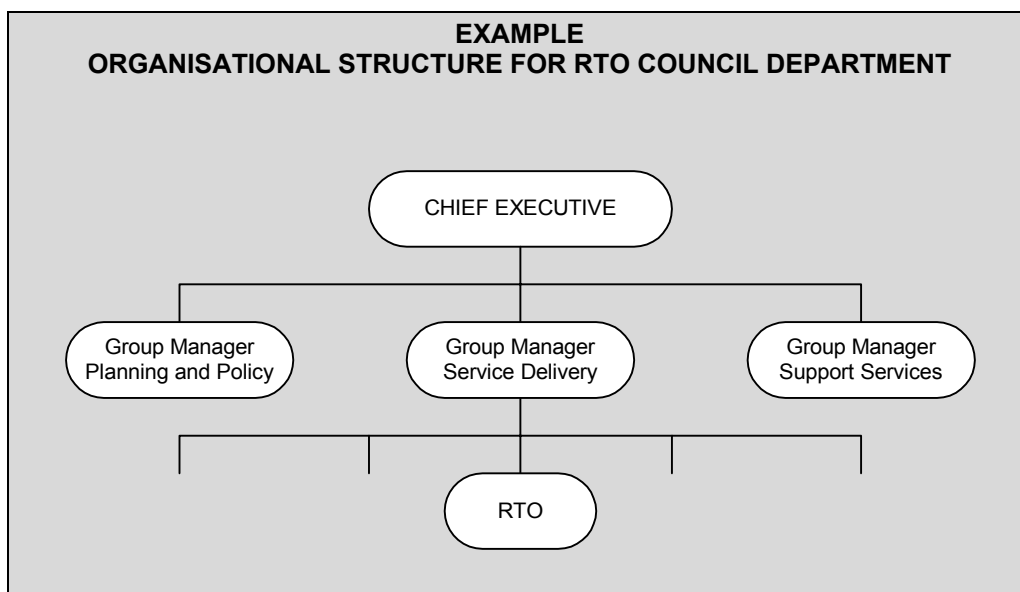 EXAMPLE
ORGANISATIONAL STRUCTURE FOR RTO COUNCIL DEPARTMENT
CHIEF EXECUTIVE
Group Manager
Planning and Policy
Group Manager
Service Delivery
Group Manager
Support Services
RTO